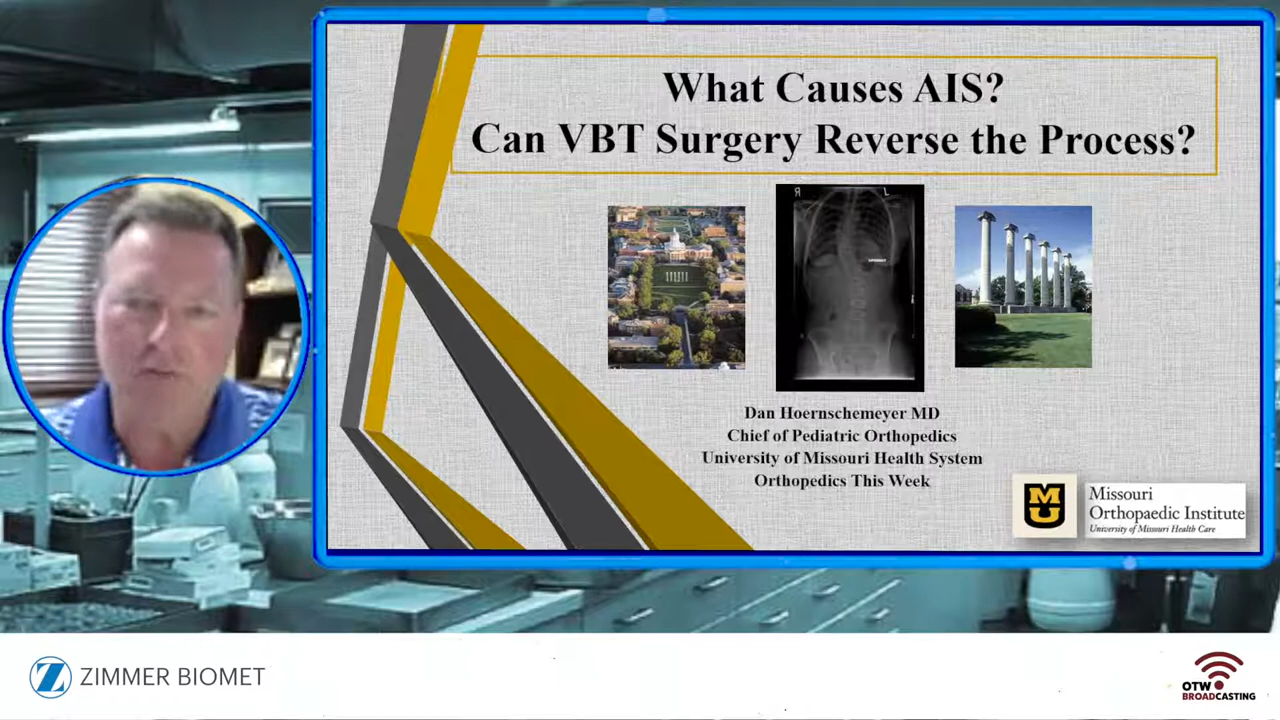 What Causes AIS?
Can VBT Surgery Reverse the Process?
R
L
Dan Hoernschemeyer MD
Chief of Pediatric Orthopedics
University of Missouri Health System
Orthopedics This Week
MU
Missouri
Orthopaedic Institute
University of Missouri Health Care
Z ZIMMER BIOMET
OTW
BROADCASTING